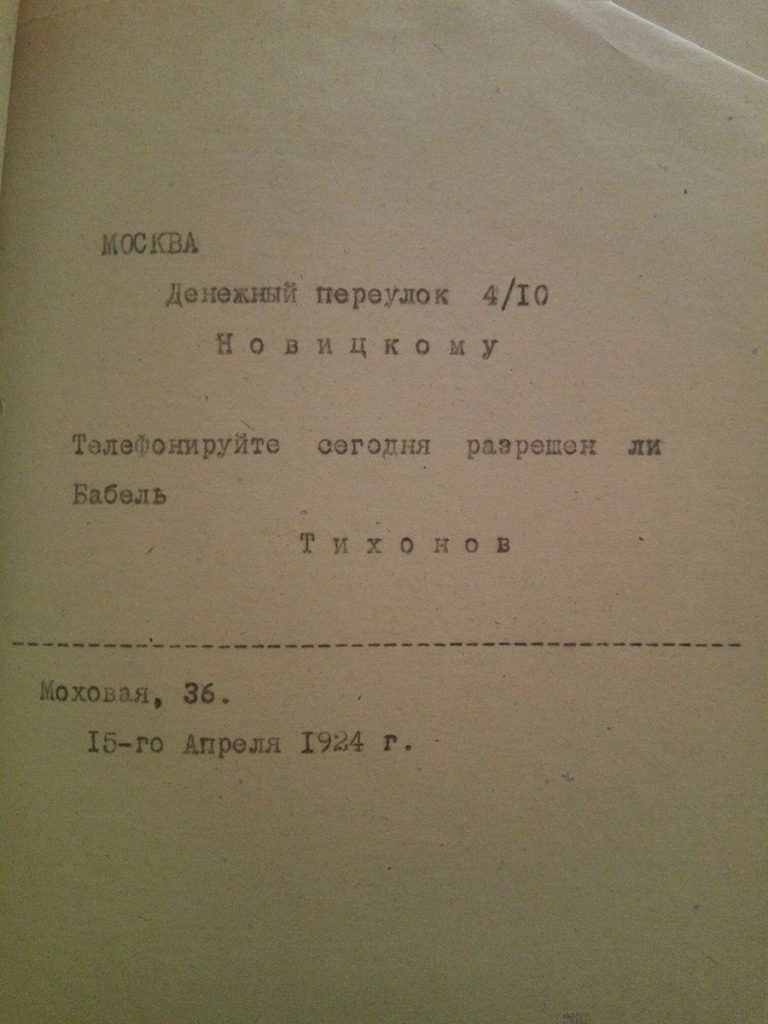 МОСКВА
Денежный переулок 4/10
Новицкому
Телефонируйте сегодня разрешен ли
Бабель
Тихонов
Моховая, 36.
15-го Апреля 1924 г.